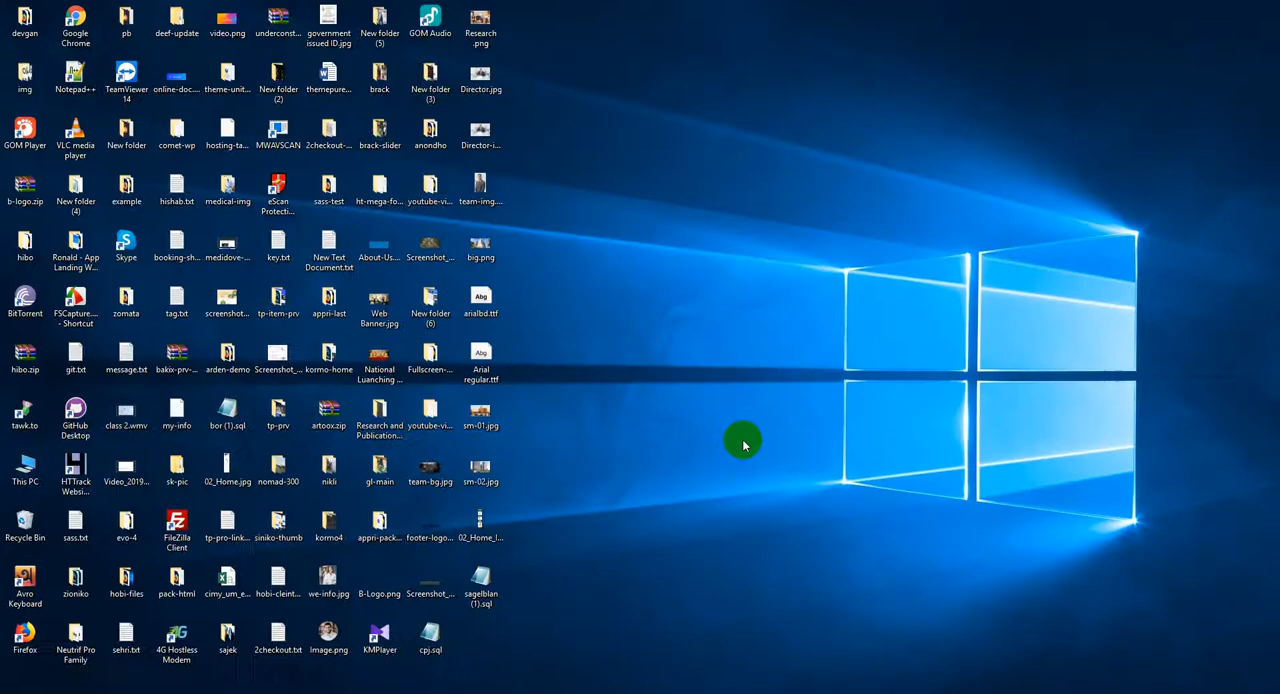 devgan
Google
Chrome
pb
deef-update
video.png
underconst...
government
issued ID.jpg
New folder
(5)
GOM Audio
Research
.png
img
Notepad++
TeamViewer
14
online-doc....
theme-unit...
New folder
(2)
themepure...
brack
New folder
(3)
Director.jpg
GOM Player
VLC media
player
New folder
comet-wp
hosting-ta...
MWAVSCAN
2checkout-...
brack-slider
anondho
Director-i...
b-logo.zip
New folder
(4)
example
hishab.txt
medical-img
eScan
Protecti...
sass-test
ht-mega-fo...
youtube-vi...
team-img....
hibo
Ronald - App
Landing W...
Skype
booking-sh...
medidove-...
key.txt
New Text
Document.txt
About-Us....
Screenshot_...
big.png
BitTorrent
FSCapture....
- Shortcut
zomata
tag.txt
screenshot...
tp-item-prv
appri-last
Web
Banner.jpg
New folder
(6)
Abg
arialbd.ttf
hibo.zip
git.txt
message.txt
bakix-prv-...
arden-demo
Screenshot_...
kormo-home
National
Luanching ...
Fullscreen-...
Abg
Arial
regular.ttf
tawk.to
GitHub
Desktop
class 2.wmv
my-info
bor (1).sql
tp-prv
artoox.zip
Research and
Publication...
youtube-vi...
sm-01.jpg
This PC
HTTrack
Websi...
Video_2019...
sk-pic
02_Home.jpg
nomad-300
nikli
gl-main
team-bg.jpg
sm-02.jpg
Recycle Bin
sass.txt
evo-4
FileZilla
Client
tp-pro-link...
siniko-thumb
kormo4
appri-pack...
footer-logo...
02_Home_I...
Avro
Keyboard
zioniko
hobi-files
pack-html
cimy_um_e...
hobi-cleint...
we-info.jpg
B-Logo.png
Screenshot_...
sagelblan
(1).sql
Firefox
Neutrif Pro
Family
sehri.txt
4G Hostless
Modem
sajek
2checkout.txt
Image.png
KMPlayer
cpj.sql